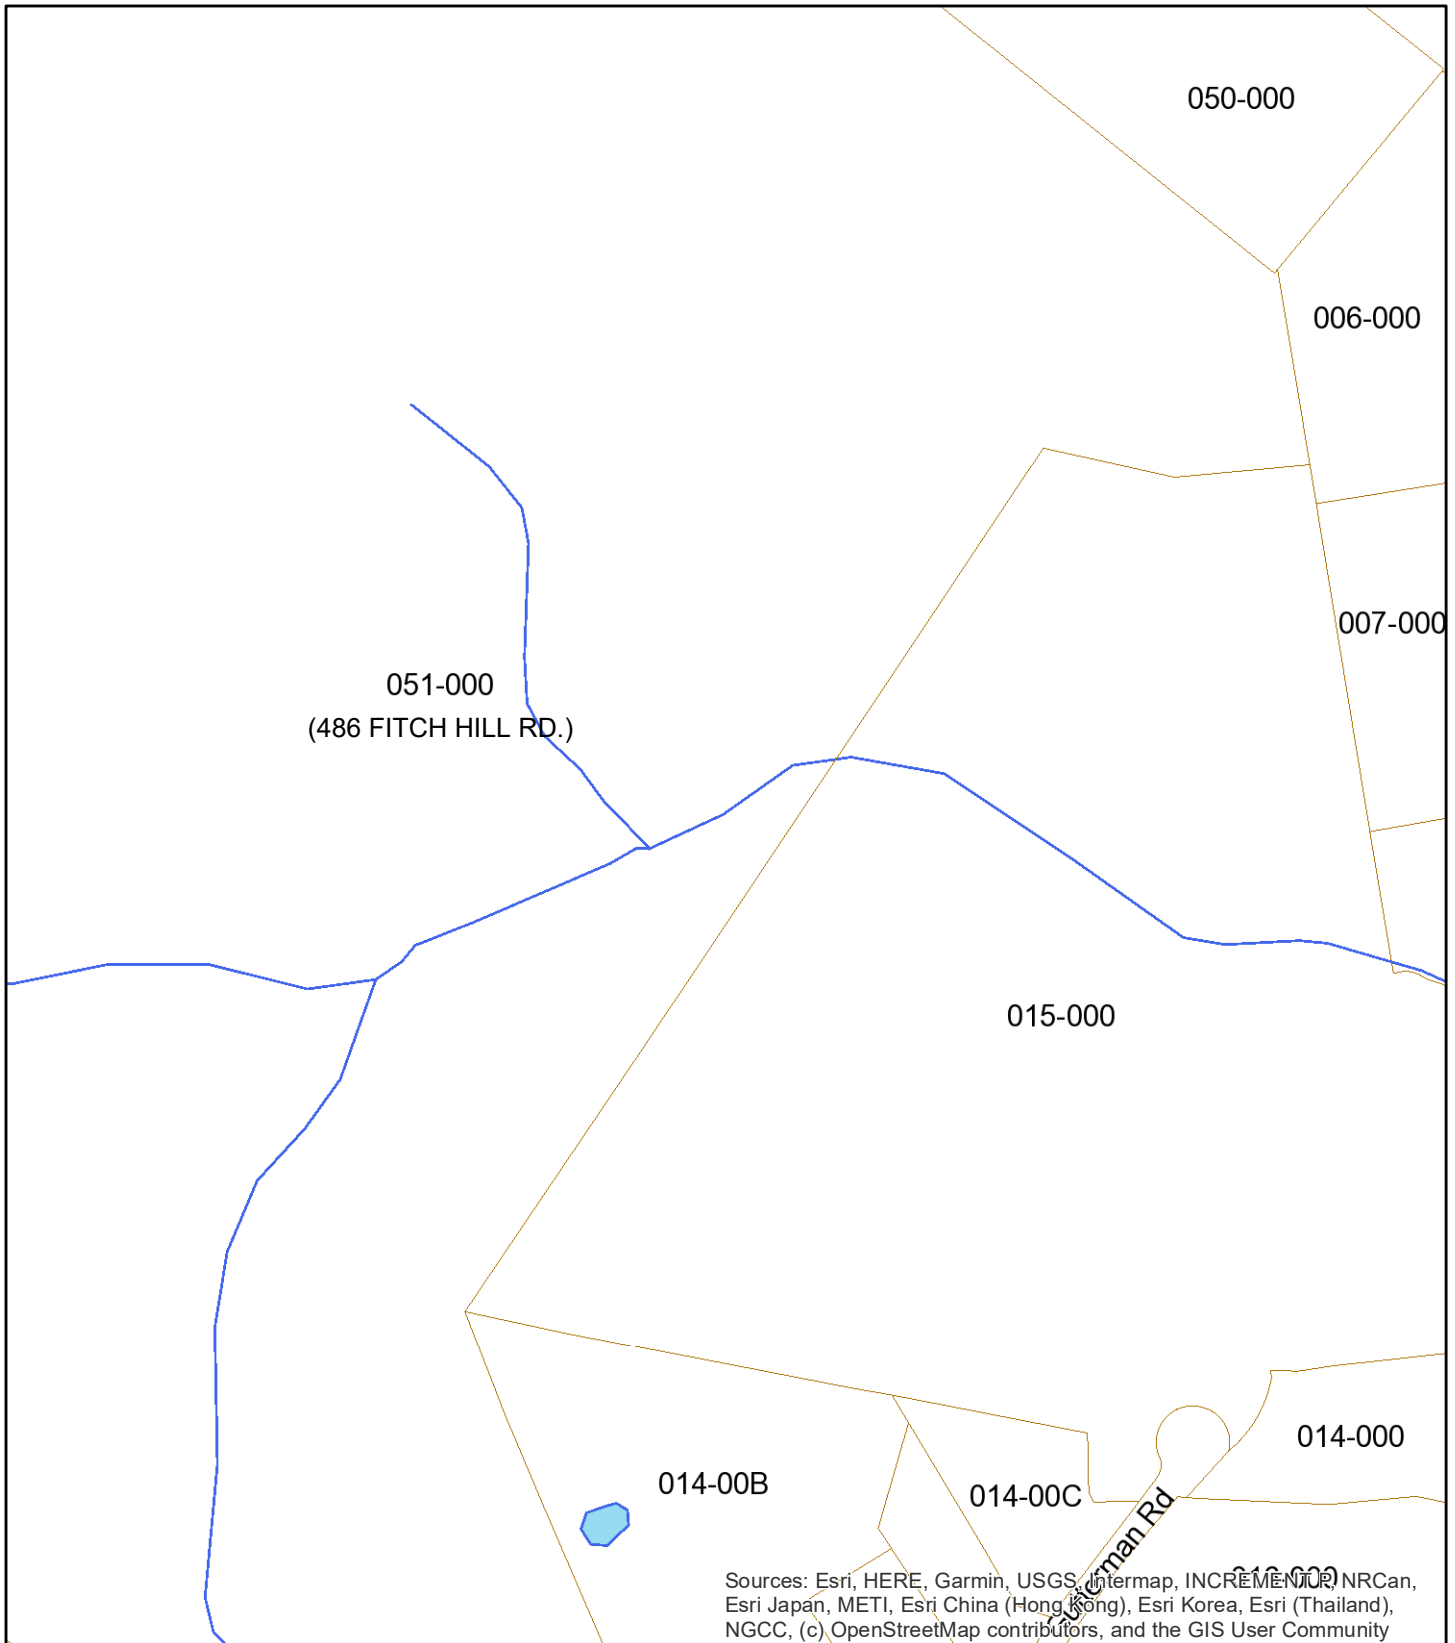 050-000
006-000
007-000
051-000
(486 FITCH HILL RD.)
015-000
014-000
014-00B
014-00C
Rd
Sources: Esri, HERE, Garmin, USGS, Intermap, INCREMENT P, NRCan,
Esri Japan, METI, Esri China (Hong Kong), Esri Korea, Esri (Thailand),
NGCC, (c) OpenStreetMap contributors, and the GIS User Community